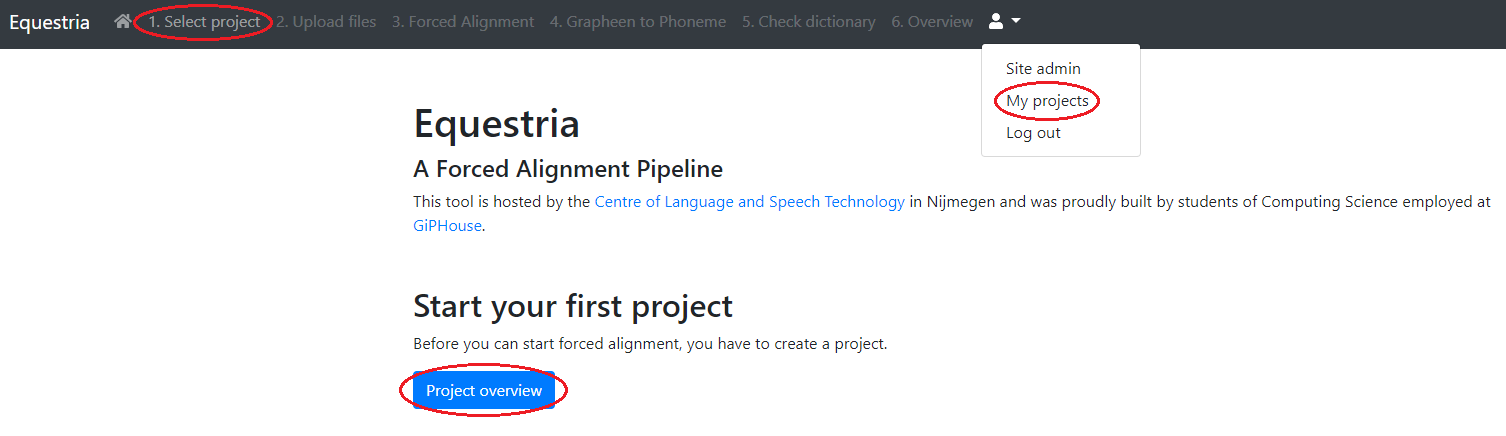 Equestria 1. Select project 2. Upload files 3. Forced Alignment 4. Grapheen to Phoneme 5. Check dictionary 6. Overview
Site admin
My projects
Log out
Equestria
A Forced Alignment Pipeline
This tool is hosted by the Centre of Language and Speech Technology in Nijmegen and was proudly built by students of Computing Science employed at
GiPHouse.
Start your first project
Before you can start forced alignment, you have to create a project.
Project overview